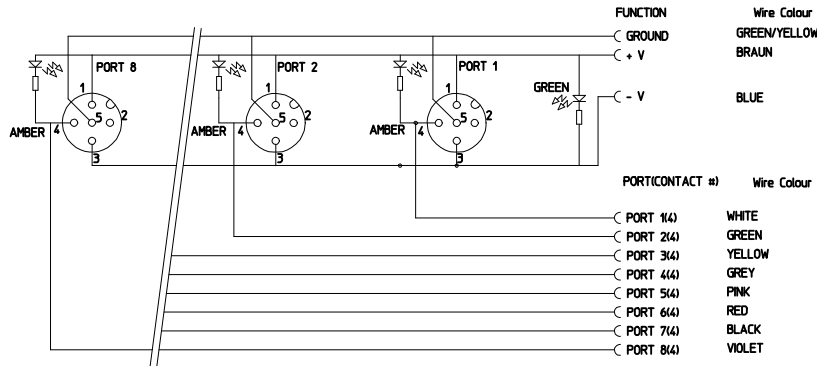 FUNCTION Wire Colour
GROUND GREEN/YELLOW
+ V BRAUN
PORT 8 PORT 2 PORT 1
1 1 1
GREEN
- V BLUE
AMBER 4 5 2 AMBER 4 5 2 AMBER 4 5 2
3 3 3
PORT(CONTACT #) Wire Colour
PORT 1(4) WHITE
PORT 2(4) GREEN
PORT 3(4) YELLOW
PORT 4(4) GREY
PORT 5(4) PINK
PORT 6(4) RED
PORT 7(4) BLACK
PORT 8(4) VIOLET